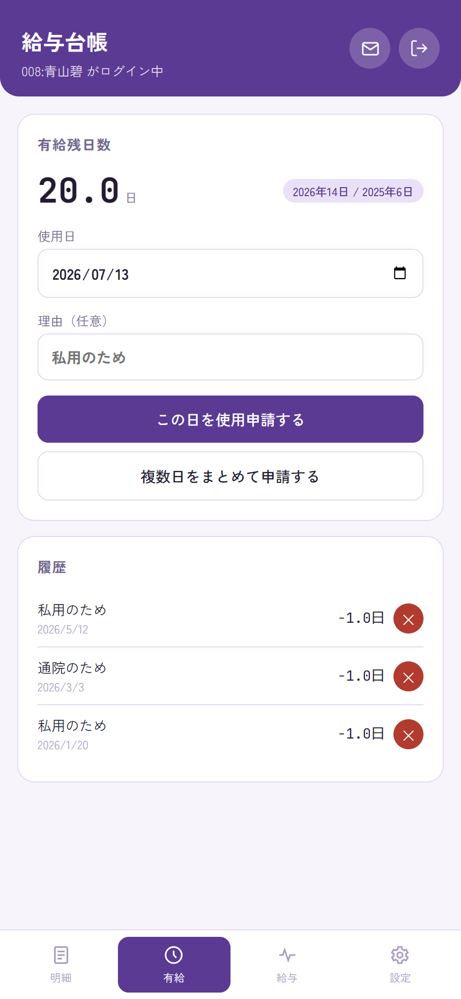 給与台帳
008:青山碧 がログイン中
有給残日数
20.0 日
2026年14日 / 2025年6日
使用日
2026/07/13
理由（任意）
私用のため
この日を使用申請する
複数日をまとめて申請する
履歴
私用のため
2026/5/12
-1.0日
通院のため
2026/3/3
-1.0日
私用のため
2026/1/20
-1.0日
明細
有給
給与
設定